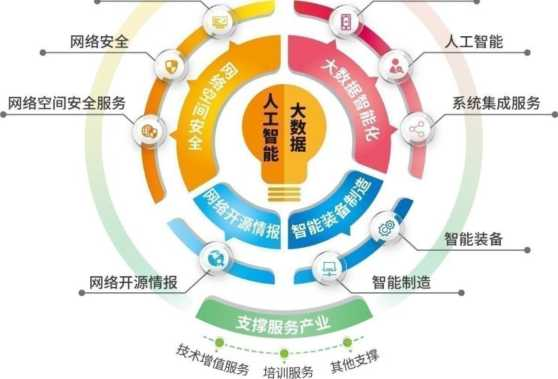 网络安全
人工智能
网络空间安全
大数据智能化
网络空间安全服务
系统集成服务
人工智能
大数据
网络开源情报
智能装备制造
智能装备
网络开源情报
智能制造
支撑服务产业
技术增值服务
培训服务
其他支撑